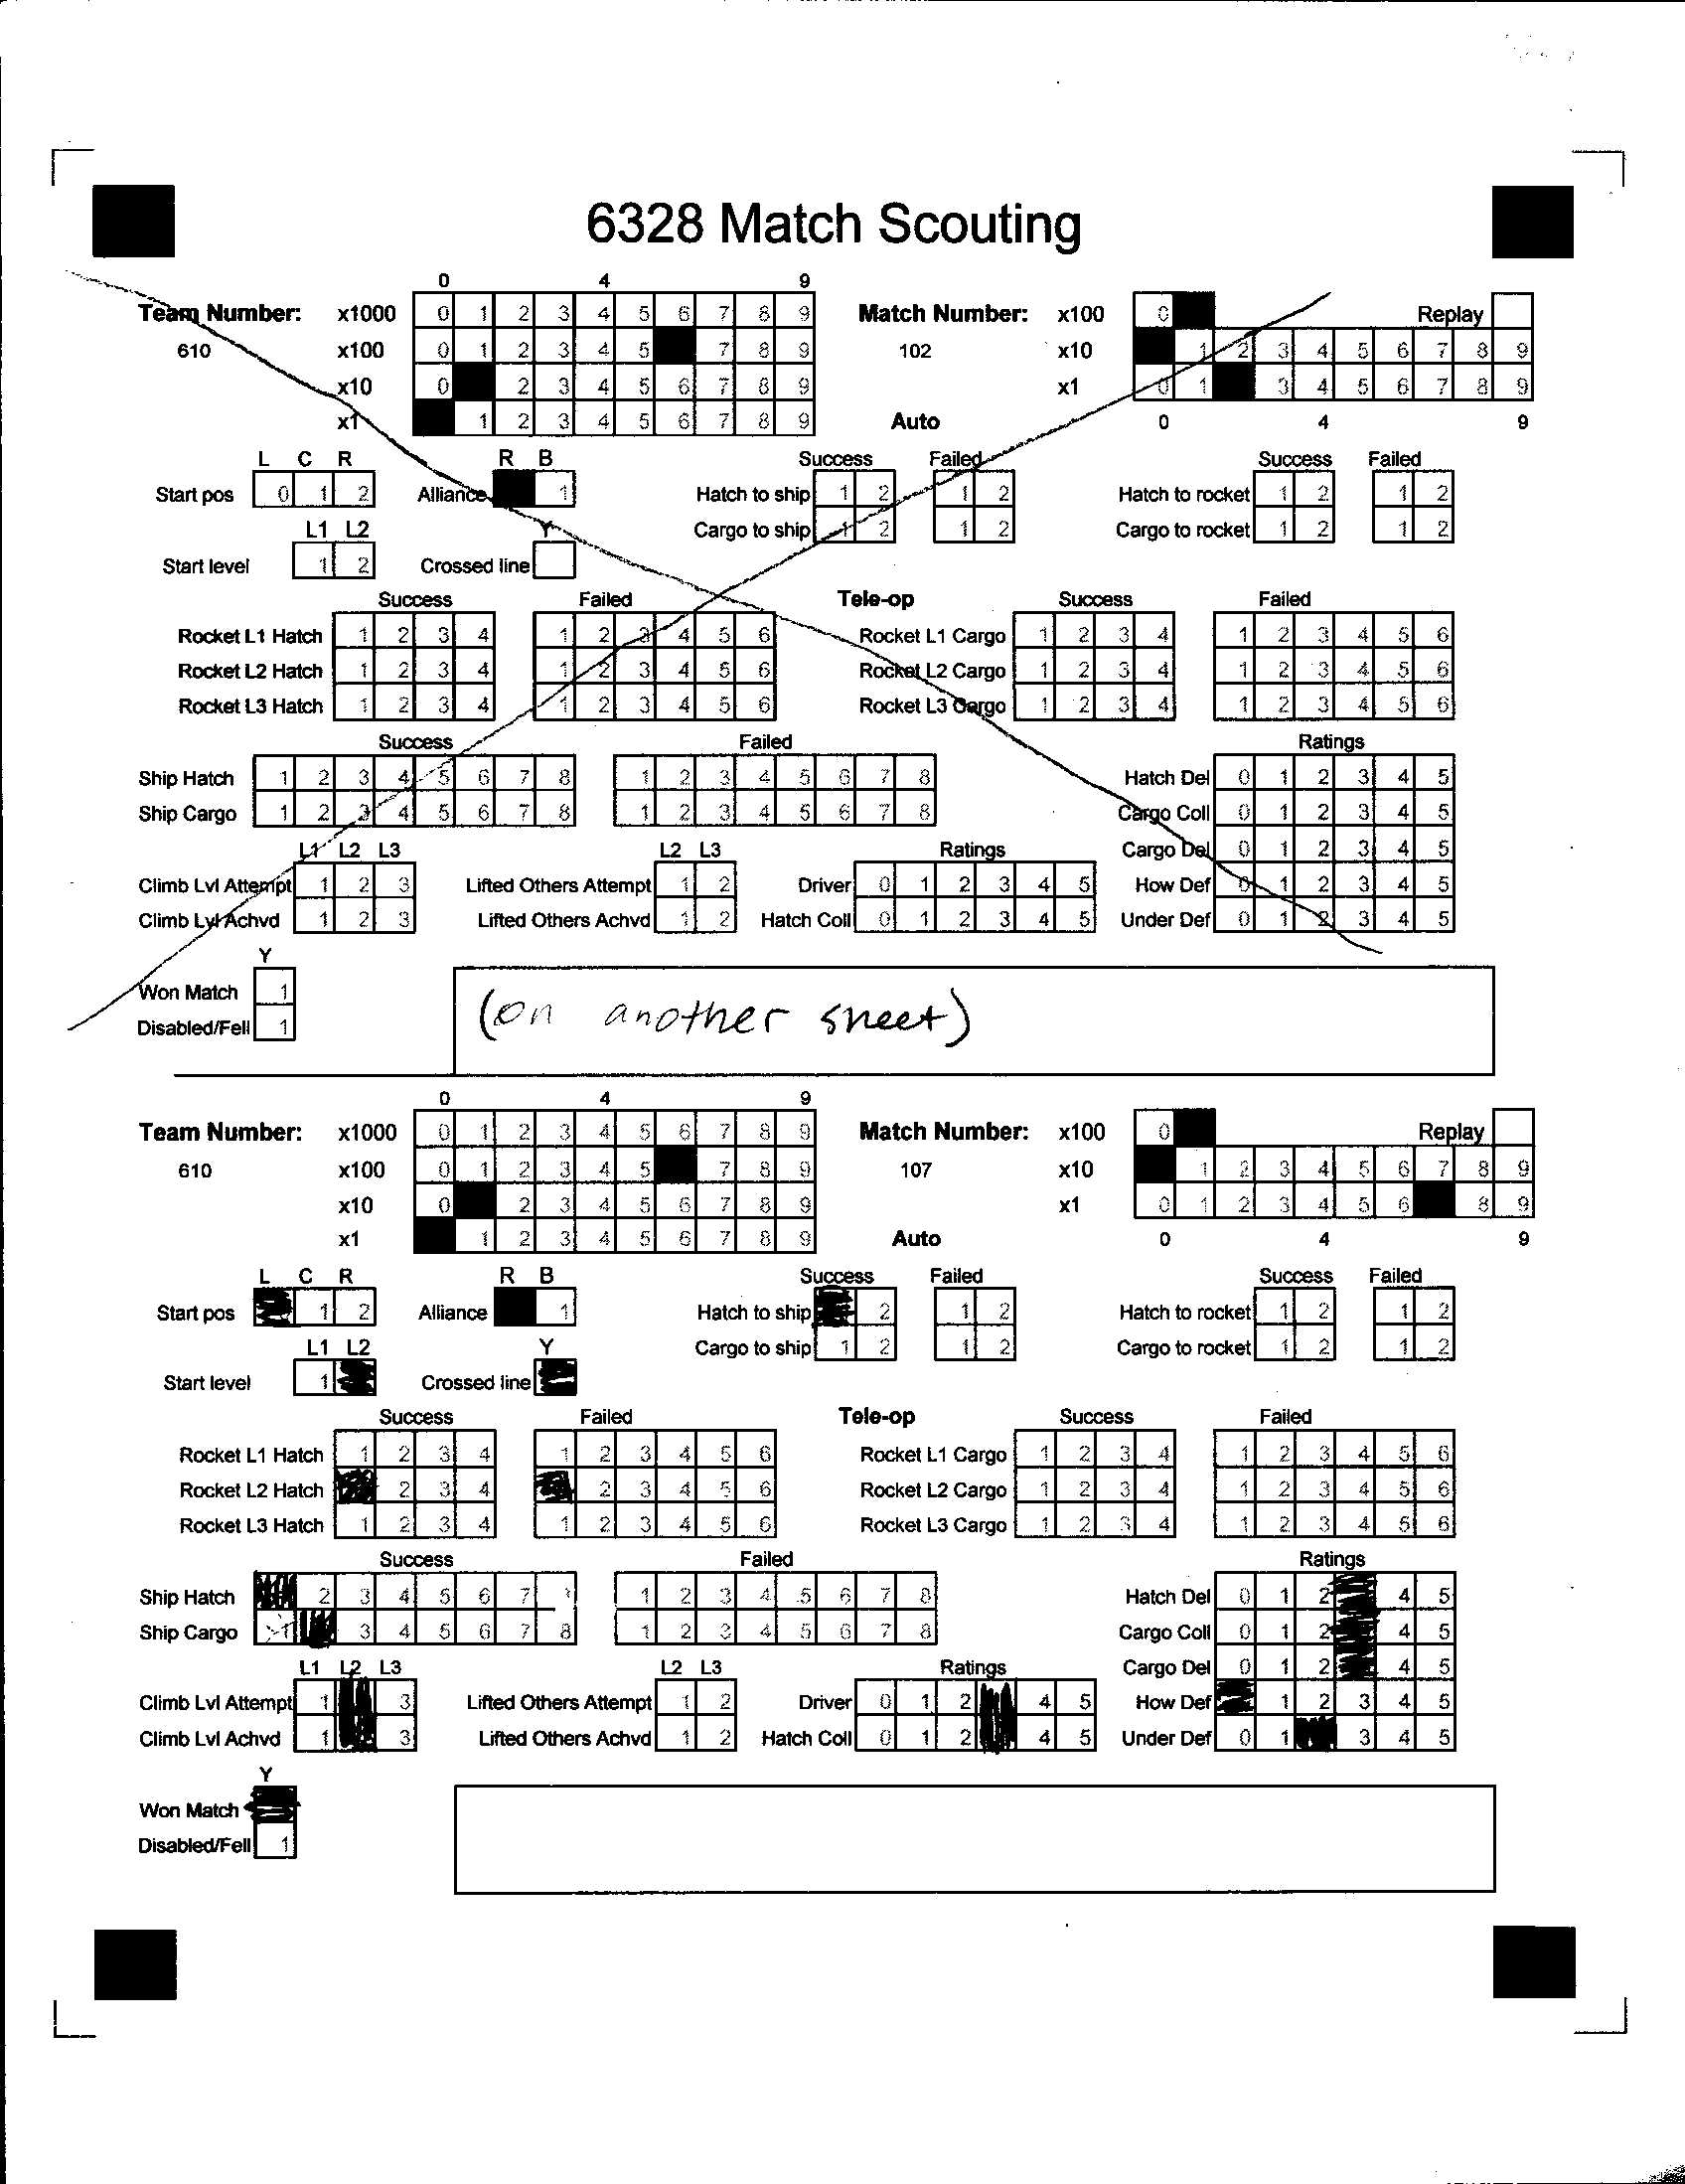 6328 Match Scouting
0 4 9
Team Number: x1000 0 1 2 3 4 5 6 7 8 9 Match Number: x100 0 Replay
610 x100 0 1 2 3 4 5 7 8 9 102 x10 1 2 3 4 5 6 7 8 9
x10 0 2 3 4 5 6 7 8 9 x1 0 1 3 4 5 6 7 8 9
x1 1 2 3 4 5 6 7 8 9 Auto 0 4 9
L C R R B Success Failed Success Failed
Start pos 0 1 2 Alliance 1 Hatch to ship 1 2 1 2 Hatch to rocket 1 2 1 2
L1 L2 Y Cargo to ship 1 2 1 2 Cargo to rocket 1 2 1 2
Start level 1 2 Crossed line
Success Failed Tele-op Success Failed
Rocket L1 Hatch 1 2 3 4 1 2 3 4 5 6 Rocket L1 Cargo 1 2 3 4 1 2 3 4 5 6
Rocket L2 Hatch 1 2 3 4 1 2 3 4 5 6 Rocket L2 Cargo 1 2 3 4 1 2 3 4 5 6
Rocket L3 Hatch 1 2 3 4 1 2 3 4 5 6 Rocket L3 Cargo 1 2 3 4 1 2 3 4 5 6
Success Failed Ratings
Ship Hatch 1 2 3 4 5 6 7 8 1 2 3 4 5 6 7 8 Hatch Del 0 1 2 3 4 5
Ship Cargo 1 2 3 4 5 6 7 8 1 2 3 4 5 6 7 8 Cargo Coll 0 1 2 3 4 5
L1 L2 L3 L2 L3 Ratings Cargo Del 0 1 2 3 4 5
Climb Lvl Attempt 1 2 3 Lifted Others Attempt 1 2 Driver 0 1 2 3 4 5 How Def 0 1 2 3 4 5
Climb Lvl Achvd 1 2 3 Lifted Others Achvd 1 2 Hatch Coll 0 1 2 3 4 5 Under Def 0 1 2 3 4 5
Y
Won Match 1
Disabled/Fell 1 (on another sheet)
0 4 9
Team Number: x1000 0 1 2 3 4 5 6 7 8 9 Match Number: x100 0 Replay
610 x100 0 1 2 3 4 5 7 8 9 107 x10 1 2 3 4 5 6 7 8 9
x10 0 2 3 4 5 6 7 8 9 x1 0 1 2 3 4 5 6 8 9
x1 1 2 3 4 5 6 7 8 9 Auto 0 4 9
L C R R B Success Failed Success Failed
Start pos 1 2 Alliance 1 Hatch to ship 2 1 2 Hatch to rocket 1 2 1 2
L1 L2 Y Cargo to ship 1 2 1 2 Cargo to rocket 1 2 1 2
Start level 1 Crossed line
Success Failed Tele-op Success Failed
Rocket L1 Hatch 1 2 3 4 1 2 3 4 5 6 Rocket L1 Cargo 1 2 3 4 1 2 3 4 5 6
Rocket L2 Hatch 2 3 4 2 3 4 5 6 Rocket L2 Cargo 1 2 3 4 1 2 3 4 5 6
Rocket L3 Hatch 1 2 3 4 1 2 3 4 5 6 Rocket L3 Cargo 1 2 3 4 1 2 3 4 5 6
Success Failed Ratings
Ship Hatch 2 3 4 5 6 7 1 2 3 4 5 6 7 8 Hatch Del 0 1 2 4 5
Ship Cargo 1 3 4 5 6 7 8 1 2 3 4 5 6 7 8 Cargo Coll 0 1 2 4 5
L1 L2 L3 L2 L3 Ratings Cargo Del 0 1 2 4 5
Climb Lvl Attempt 1 3 Lifted Others Attempt 1 2 Driver 0 1 2 4 5 How Def 1 2 3 4 5
Climb Lvl Achvd 1 3 Lifted Others Achvd 1 2 Hatch Coll 0 1 2 4 5 Under Def 0 1 3 4 5
Y
Won Match
Disabled/Fell 1